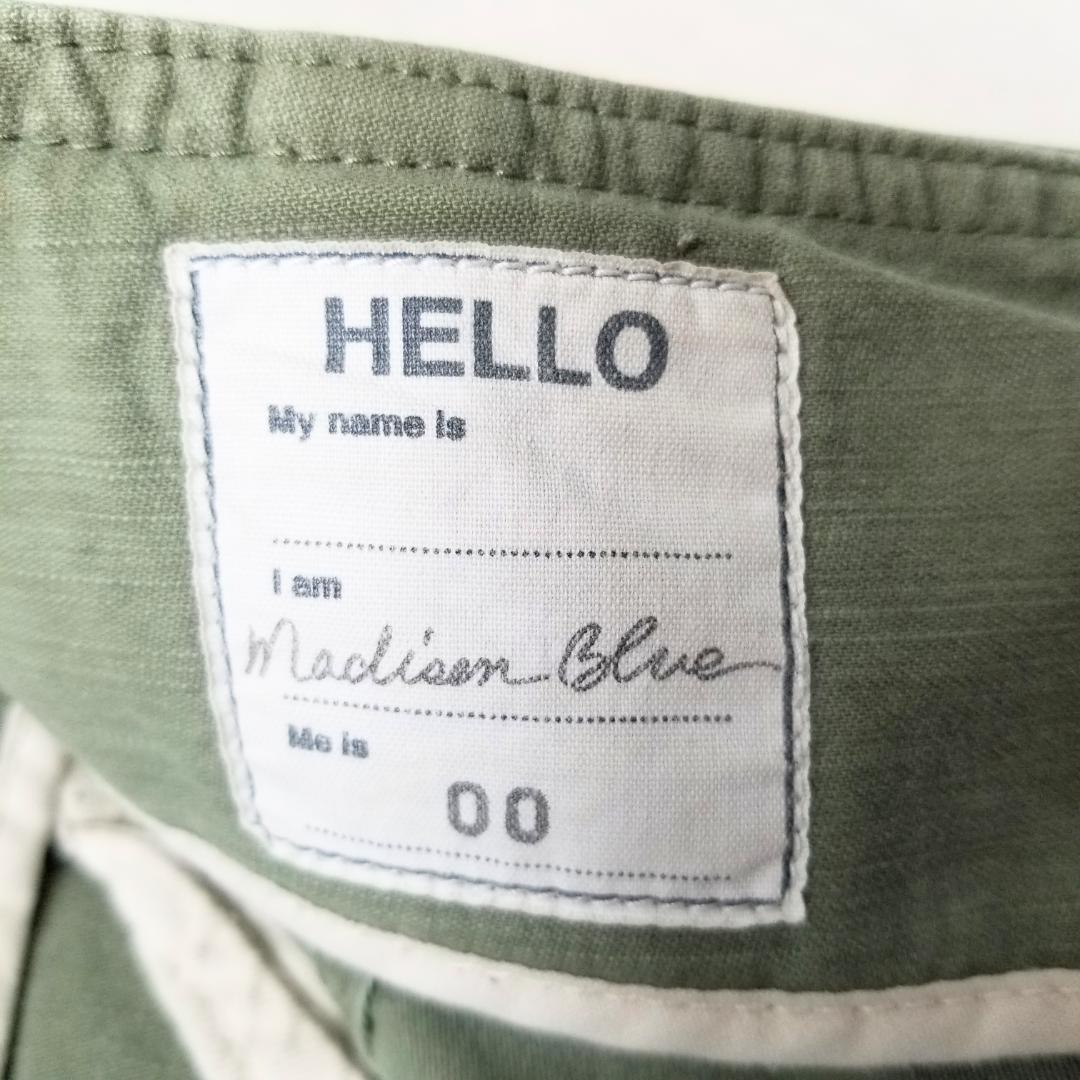 HELLO
My name is
I am
Madison Blue
Me is
00